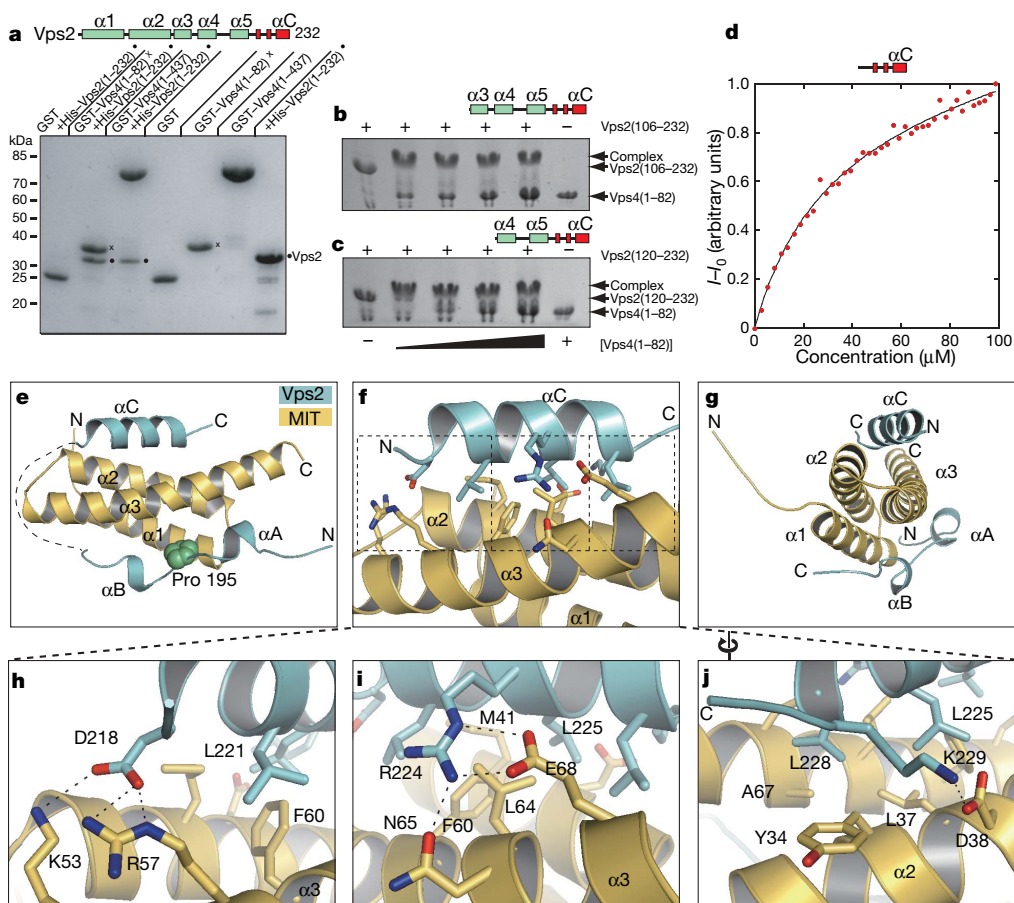 a
Vps2
α1
α2
α3
α4
α5
αC
232
GST
+His–Vps2(1–232)•
GST–Vps4(1–82)ˣ
+His–Vps2(1–232)•
GST–Vps4(1–437)
+His–Vps2(1–232)•
GST
GST–Vps4(1–82)ˣ
GST–Vps4(1–437)
+His–Vps2(1–232)•
kDa
85
70
60
50
40
30
25
20
x
•
•
x
•Vps2
b
α3
α4
α5
αC
+ + + + + –
Vps2(106–232)
Complex
Vps2(106–232)
Vps4(1–82)
c
α4
α5
αC
+ + + + + –
Vps2(120–232)
Complex
Vps2(120–232)
Vps4(1–82)
– +
[Vps4(1–82)]
d
αC
I–I₀ (arbitrary units)
1.0
0.8
0.6
0.4
0.2
0
0 20 40 60 80 100
Concentration (μM)
e
Vps2
MIT
αC
N
C
α2
α3
C
α1
αA
N
αB
Pro 195
f
αC
N
C
α2
α3
α1
g
N
αC
C
N
α2
C
α3
α1
N
αA
C
αB
h
D218
L221
F60
K53
R57
α3
i
M41
L225
R224
E68
L64
N65
F60
α3
j
C
L225
L228
K229
A67
L37
Y34
D38
α2